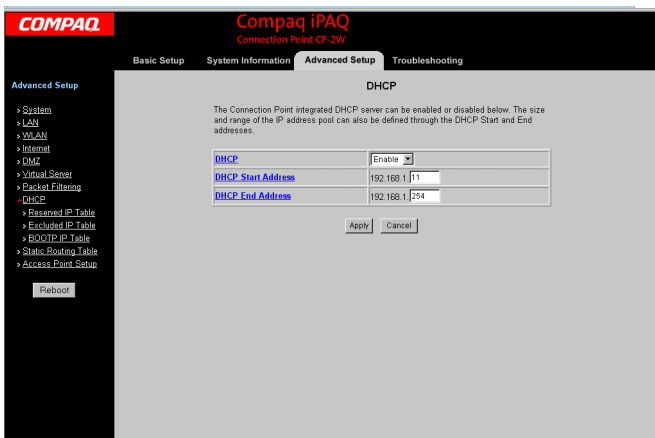 COMPAQ
Compaq iPAQ
Connection Point CP-2W
Basic Setup System Information Advanced Setup Troubleshooting
Advanced Setup
System
LAN
WLAN
Internet
DMZ
Virtual Server
Packet Filtering
DHCP
Reserved IP Table
Excluded IP Table
BOOTP IP Table
Static Routing Table
Access Point Setup
Reboot
DHCP
The Connection Point integrated DHCP server can be enabled or disabled below. The size
and range of the IP address pool can also be defined through the DHCP Start and End
addresses.
DHCP Enable
DHCP Start Address 192.168.1.11
DHCP End Address 192.168.1.254
Apply Cancel